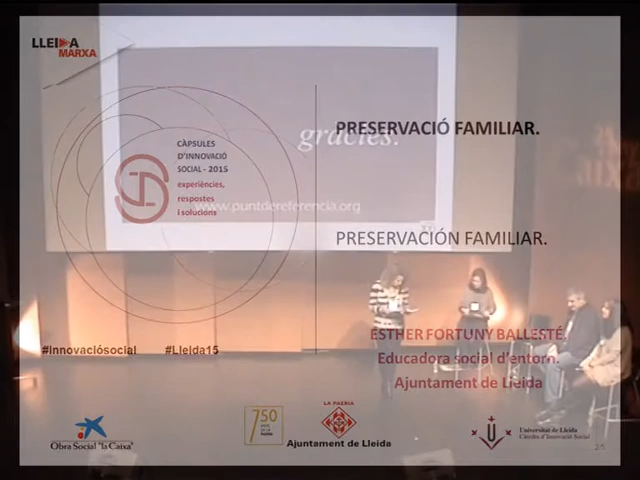 LLEIDA
MARXA
gràcies.
PRESERVACIÓ FAMILIAR.
CÀPSULES
D'INNOVACIÓ
SOCIAL - 2015
experiències,
respostes
i solucions
www.puntdereferencia.org
PRESERVACIÓN FAMILIAR.
ESTHER FORTUNY BALLESTÉ.
Educadora social d'entorn.
Ajuntament de Lleida
#innovaciósocial #Lleida15
Obra Social "la Caixa"
750
LA PAERIA
Ajuntament de Lleida
Universitat de Lleida
Càtedra d'Innovació Social